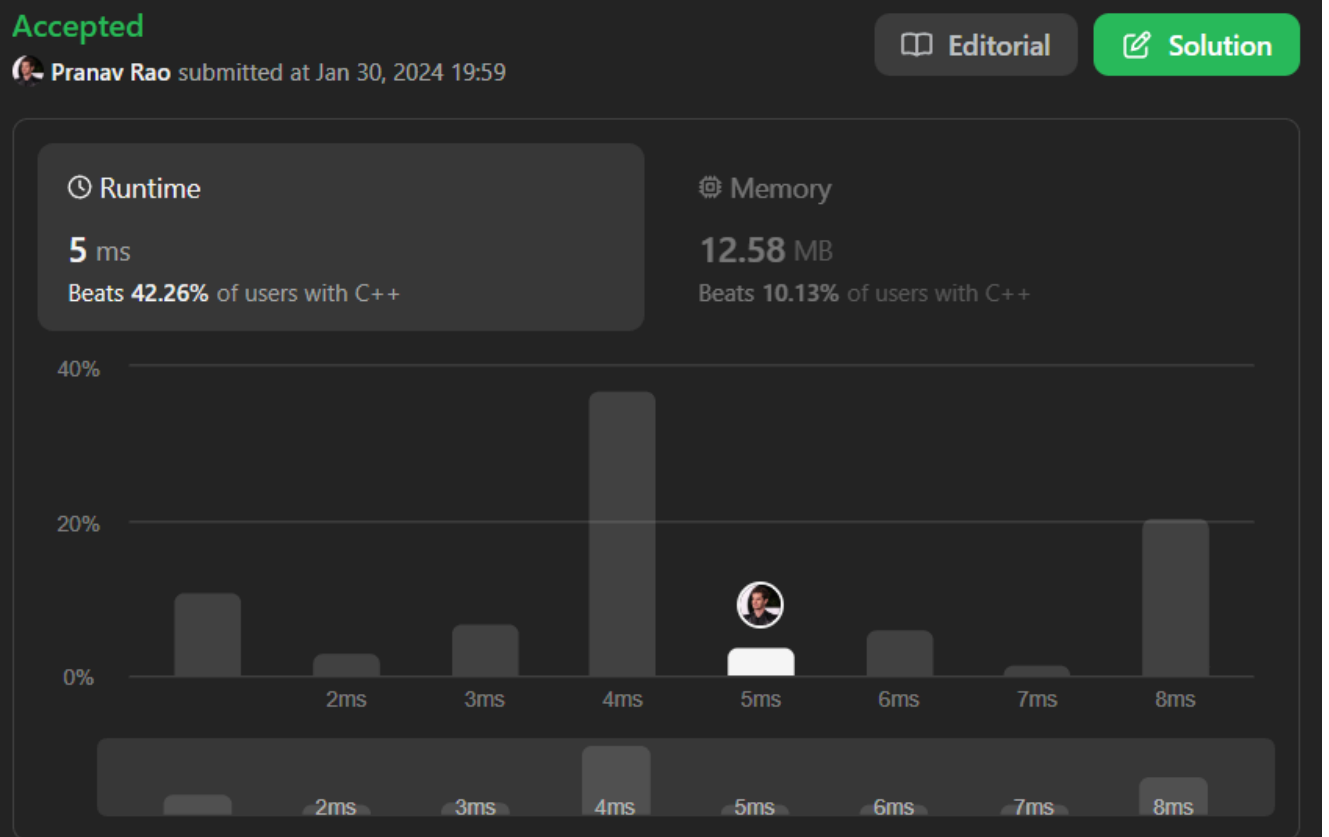 Accepted
Editorial
Solution
Pranav Rao submitted at Jan 30, 2024 19:59
Runtime
5 ms
Beats 42.26% of users with C++
Memory
12.58 MB
Beats 10.13% of users with C++
40%
20%
0%
2ms 3ms 4ms 5ms 6ms 7ms 8ms
2ms 3ms 4ms 5ms 6ms 7ms 8ms